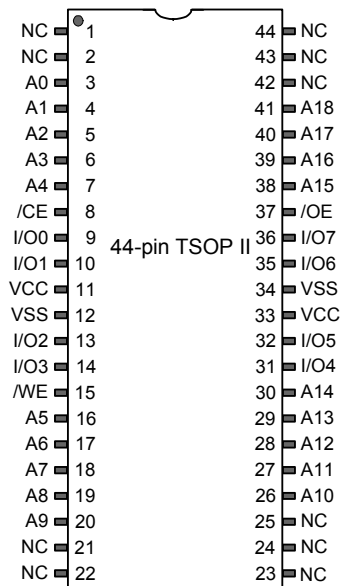 NC 1 44 NC
NC 2 43 NC
A0 3 42 NC
A1 4 41 A18
A2 5 40 A17
A3 6 39 A16
A4 7 38 A15
/CE 8 37 /OE
I/O0 9 44-pin TSOP II 36 I/O7
I/O1 10 35 I/O6
VCC 11 34 VSS
VSS 12 33 VCC
I/O2 13 32 I/O5
I/O3 14 31 I/O4
/WE 15 30 A14
A5 16 29 A13
A6 17 28 A12
A7 18 27 A11
A8 19 26 A10
A9 20 25 NC
NC 21 24 NC
NC 22 23 NC